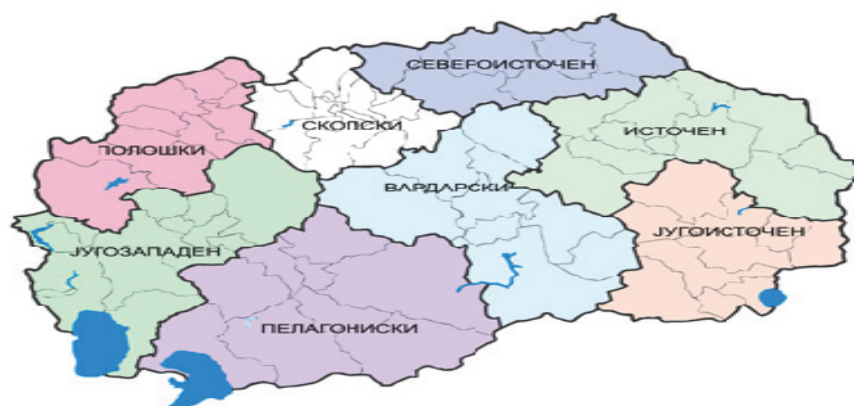 СЕВЕРОИСТОЧЕН
СКОПСКИ
ИСТОЧЕН
ПОЛОШКИ
ВАРДАРСКИ
ЈУГОИСТОЧЕН
ЈУГОЗАПАДЕН
ПЕЛАГОНИСКИ